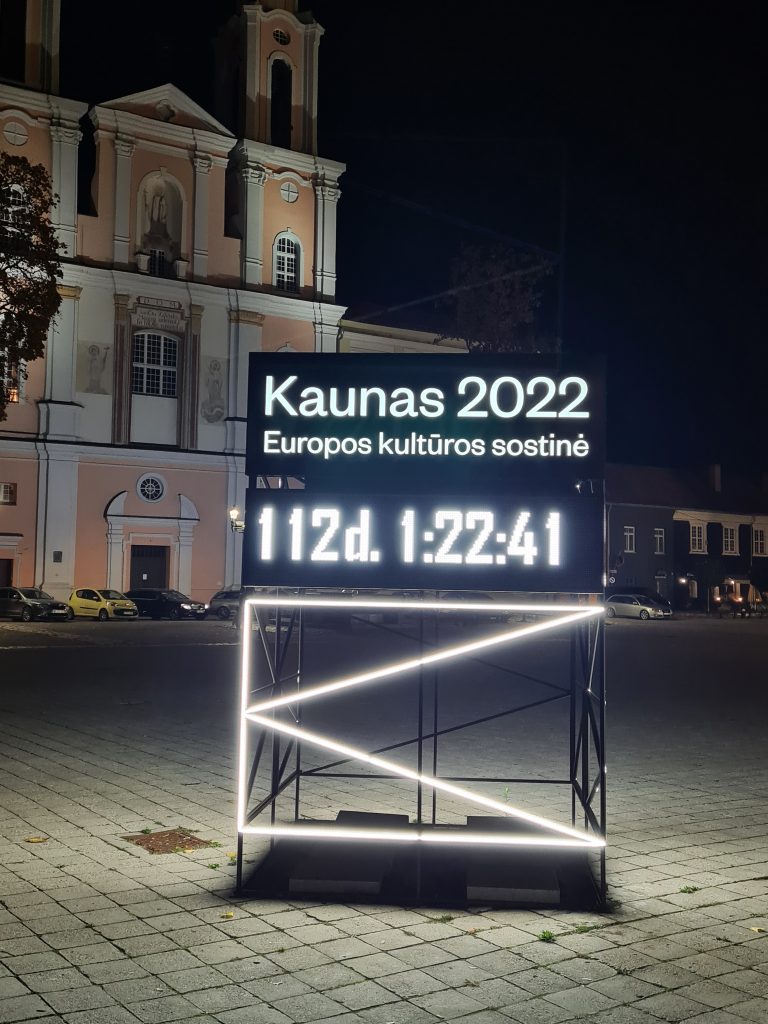 Kaunas 2022
Europos kultūros sostinė
112d. 1:22:41